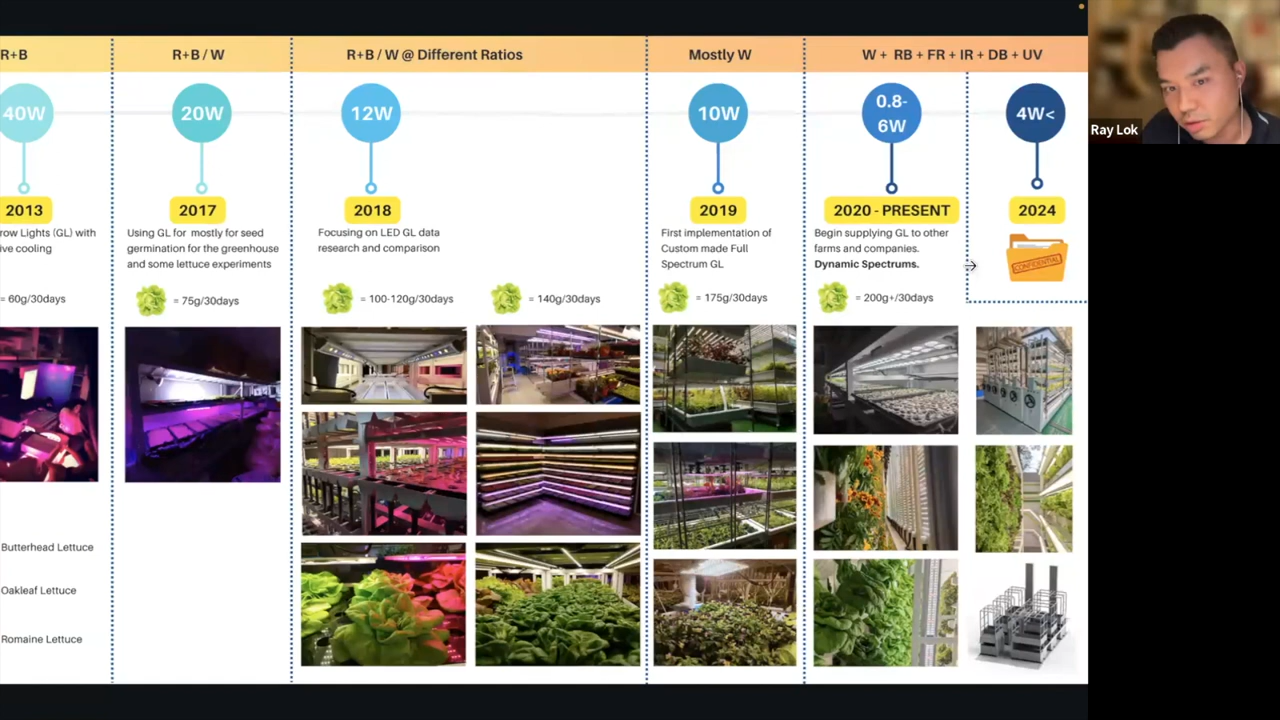 R+B
R+B / W
R+B / W @ Different Ratios
Mostly W
W + RB + FR + IR + DB + UV
40W
20W
12W
10W
0.8-
6W
4W<
2013
2017
2018
2019
2020 - PRESENT
2024
row Lights (GL) with
ive cooling
Using GL for mostly for seed
germination for the greenhouse
and some lettuce experiments
Focusing on LED GL data
research and comparison
First implementation of
Custom made Full
Spectrum GL
Begin supplying GL to other
farms and companies.
Dynamic Spectrums.
CONFIDENTIAL
= 60g/30days
= 75g/30days
= 100-120g/30days
= 140g/30days
= 175g/30days
= 200g+/30days
Butterhead Lettuce
Oakleaf Lettuce
Romaine Lettuce
Ray Lok